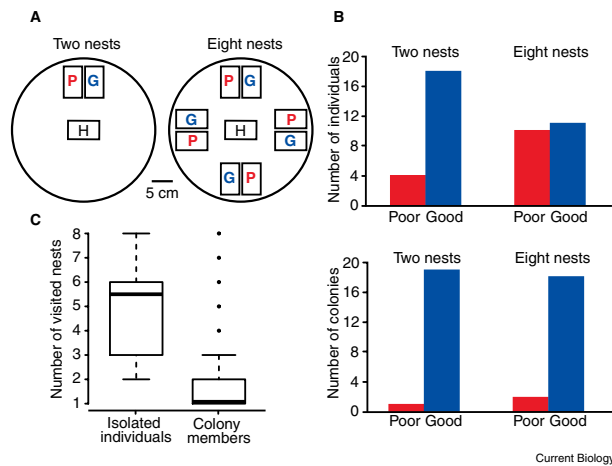 A
Two nests
Eight nests
P G
H
P G
G
P
H
P
G
G P
5 cm
B
Number of individuals
20
16
12
8
4
0
Two nests
Eight nests
Poor Good
Poor Good
C
Number of visited nests
8
7
6
5
4
3
2
1
Isolated
individuals
Colony
members
Number of colonies
20
16
12
8
4
0
Two nests
Eight nests
Poor Good
Poor Good
Current Biology